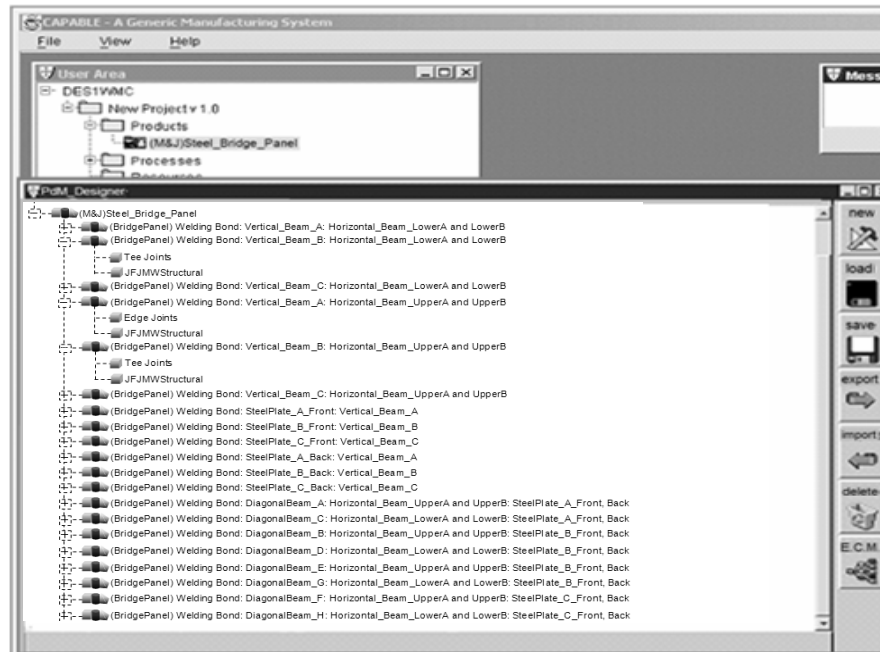 CAPABLE - A Generic Manufacturing System
File View Help
User Area
DES1WMC
New Project v 1.0
Products
(M&J)Steel_Bridge_Panel
Processes
Resources
Mess
PdM_Designer
(M&J)Steel_Bridge_Panel
(BridgePanel) Welding Bond: Vertical_Beam_A: Horizontal_Beam_LowerA and LowerB
(BridgePanel) Welding Bond: Vertical_Beam_B: Horizontal_Beam_LowerA and LowerB
Tee Joints
JFJMWStructural
(BridgePanel) Welding Bond: Vertical_Beam_C: Horizontal_Beam_LowerA and LowerB
(BridgePanel) Welding Bond: Vertical_Beam_A: Horizontal_Beam_UpperA and UpperB
Edge Joints
JFJMWStructural
(BridgePanel) Welding Bond: Vertical_Beam_B: Horizontal_Beam_UpperA and UpperB
Tee Joints
JFJMWStructural
(BridgePanel) Welding Bond: Vertical_Beam_C: Horizontal_Beam_UpperA and UpperB
(BridgePanel) Welding Bond: SteelPlate_A_Front: Vertical_Beam_A
(BridgePanel) Welding Bond: SteelPlate_B_Front: Vertical_Beam_B
(BridgePanel) Welding Bond: SteelPlate_C_Front: Vertical_Beam_C
(BridgePanel) Welding Bond: SteelPlate_A_Back: Vertical_Beam_A
(BridgePanel) Welding Bond: SteelPlate_B_Back: Vertical_Beam_B
(BridgePanel) Welding Bond: SteelPlate_C_Back: Vertical_Beam_C
(BridgePanel) Welding Bond: DiagonalBeam_A: Horizontal_Beam_UpperA and UpperB: SteelPlate_A_Front, Back
(BridgePanel) Welding Bond: DiagonalBeam_C: Horizontal_Beam_LowerA and LowerB: SteelPlate_A_Front, Back
(BridgePanel) Welding Bond: DiagonalBeam_B: Horizontal_Beam_UpperA and UpperB: SteelPlate_B_Front, Back
(BridgePanel) Welding Bond: DiagonalBeam_D: Horizontal_Beam_LowerA and LowerB: SteelPlate_B_Front, Back
(BridgePanel) Welding Bond: DiagonalBeam_E: Horizontal_Beam_UpperA and UpperB: SteelPlate_B_Front, Back
(BridgePanel) Welding Bond: DiagonalBeam_G: Horizontal_Beam_LowerA and LowerB: SteelPlate_B_Front, Back
(BridgePanel) Welding Bond: DiagonalBeam_F: Horizontal_Beam_UpperA and UpperB: SteelPlate_C_Front, Back
(BridgePanel) Welding Bond: DiagonalBeam_H: Horizontal_Beam_LowerA and LowerB: SteelPlate_C_Front, Back
new
load
save
export
import
delete
E.C.M.